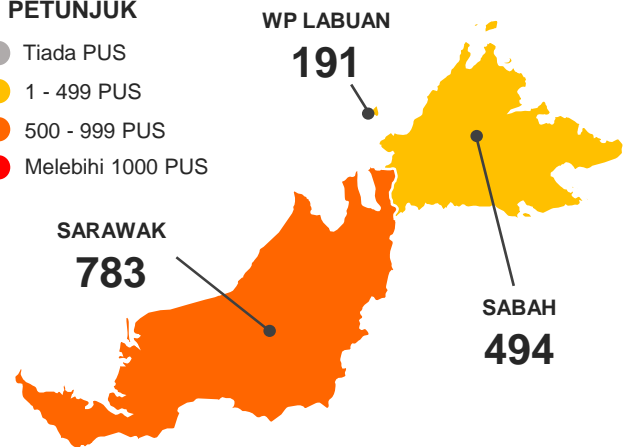 PETUNJUK
Tiada PUS
1 - 499 PUS
500 - 999 PUS
Melebihi 1000 PUS
WP LABUAN
191
SARAWAK
783
SABAH
494